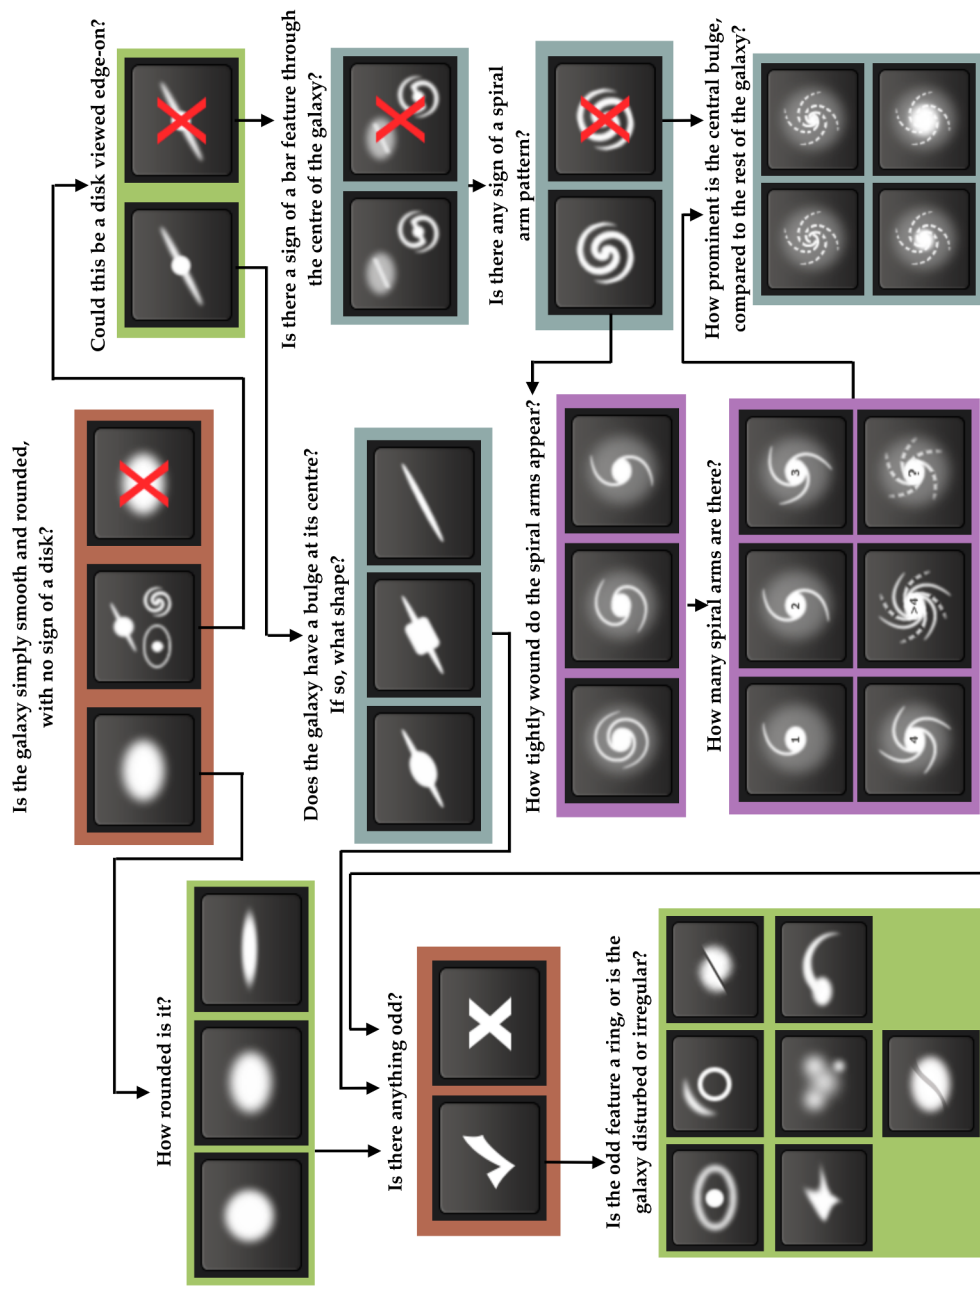 Is the galaxy simply smooth and rounded,
with no sign of a disk?
How rounded is it?
Could this be a disk viewed edge-on?
Does the galaxy have a bulge at its centre?
If so, what shape?
Is there a sign of a bar feature through
the centre of the galaxy?
Is there anything odd?
Is there any sign of a spiral
arm pattern?
How tightly wound do the spiral arms appear?
Is the odd feature a ring, or is the
galaxy disturbed or irregular?
How many spiral arms are there?
1
2
3
4
>4
?
How prominent is the central bulge,
compared to the rest of the galaxy?